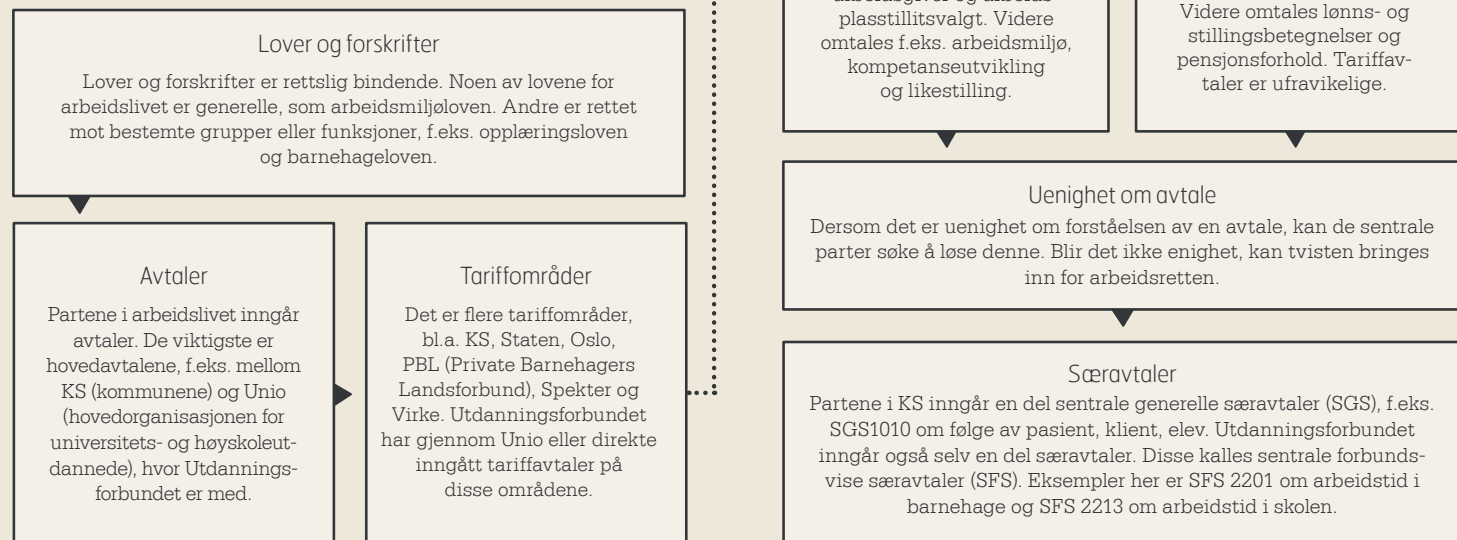 Lover og forskrifter
Lover og forskrifter er rettslig bindende. Noen av lovene for
arbeidslivet er generelle, som arbeidsmiljøloven. Andre er rettet
mot bestemte grupper eller funksjoner, f.eks. opplæringsloven
og barnehageloven.
Avtaler
Partene i arbeidslivet inngår
avtaler. De viktigste er
hovedavtalene, f.eks. mellom
KS (kommunene) og Unio
(hovedorganisasjonen for
universitets- og høyskoleut-
dannede), hvor Utdannings-
forbundet er med.
Tariffområder
Det er flere tariffområder,
bl.a. KS, Staten, Oslo,
PBL (Private Barnehagers
Landsforbund), Spekter og
Virke. Utdanningsforbundet
har gjennom Unio eller direkte
inngått tariffavtaler på
disse områdene.
plasstillitsvalgt. Videre
omtales f.eks. arbeidsmiljø,
kompetanseutvikling
og likestilling.
Videre omtales lønns- og
stillingsbetegnelser og
pensjonsforhold. Tariffav-
taler er ufravikelige.
Uenighet om avtale
Dersom det er uenighet om forståelsen av en avtale, kan de sentrale
parter søke å løse denne. Blir det ikke enighet, kan tvisten bringes
inn for arbeidsretten.
Særavtaler
Partene i KS inngår en del sentrale generelle særavtaler (SGS), f.eks.
SGS1010 om følge av pasient, klient, elev. Utdanningsforbundet
inngår også selv en del særavtaler. Disse kalles sentrale forbunds-
vise særavtaler (SFS). Eksempler her er SFS 2201 om arbeidstid i
barnehage og SFS 2213 om arbeidstid i skolen.